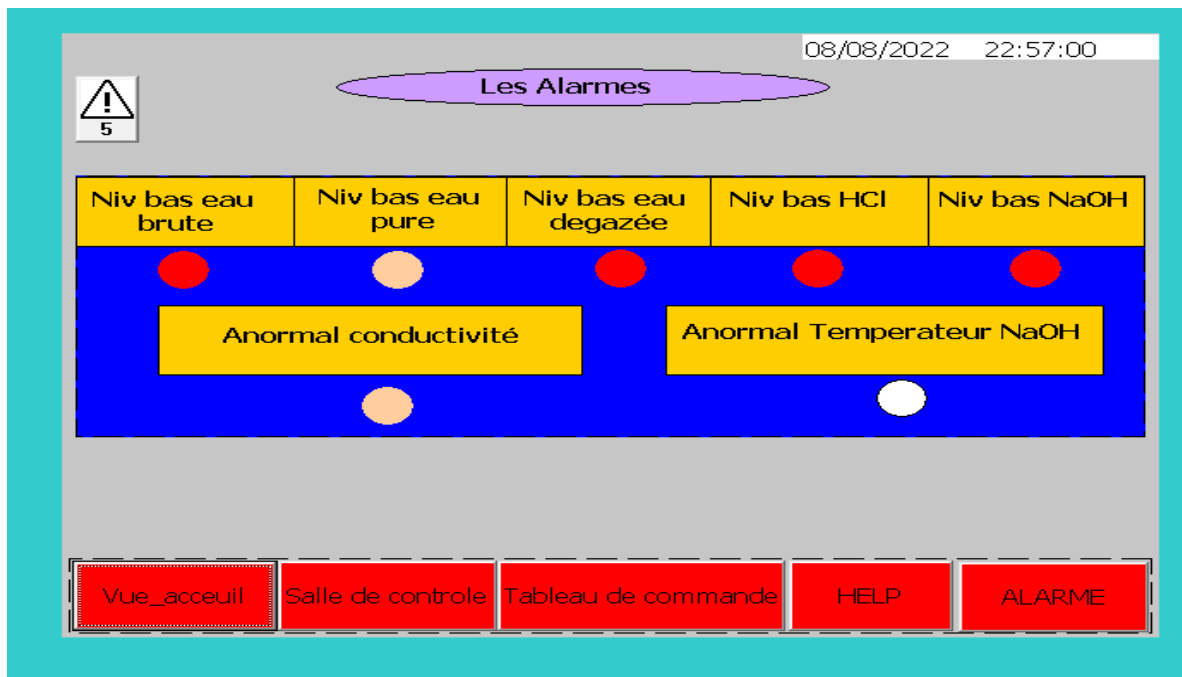 08/08/2022 22:57:00
Les Alarmes
5
Niv bas eau
brute
Niv bas eau
pure
Niv bas eau
degazée
Niv bas HCl
Niv bas NaOH
Anormal conductivité
Anormal Temperateur NaOH
Vue_acceuil
Salle de controle
Tableau de commande
HELP
ALARME